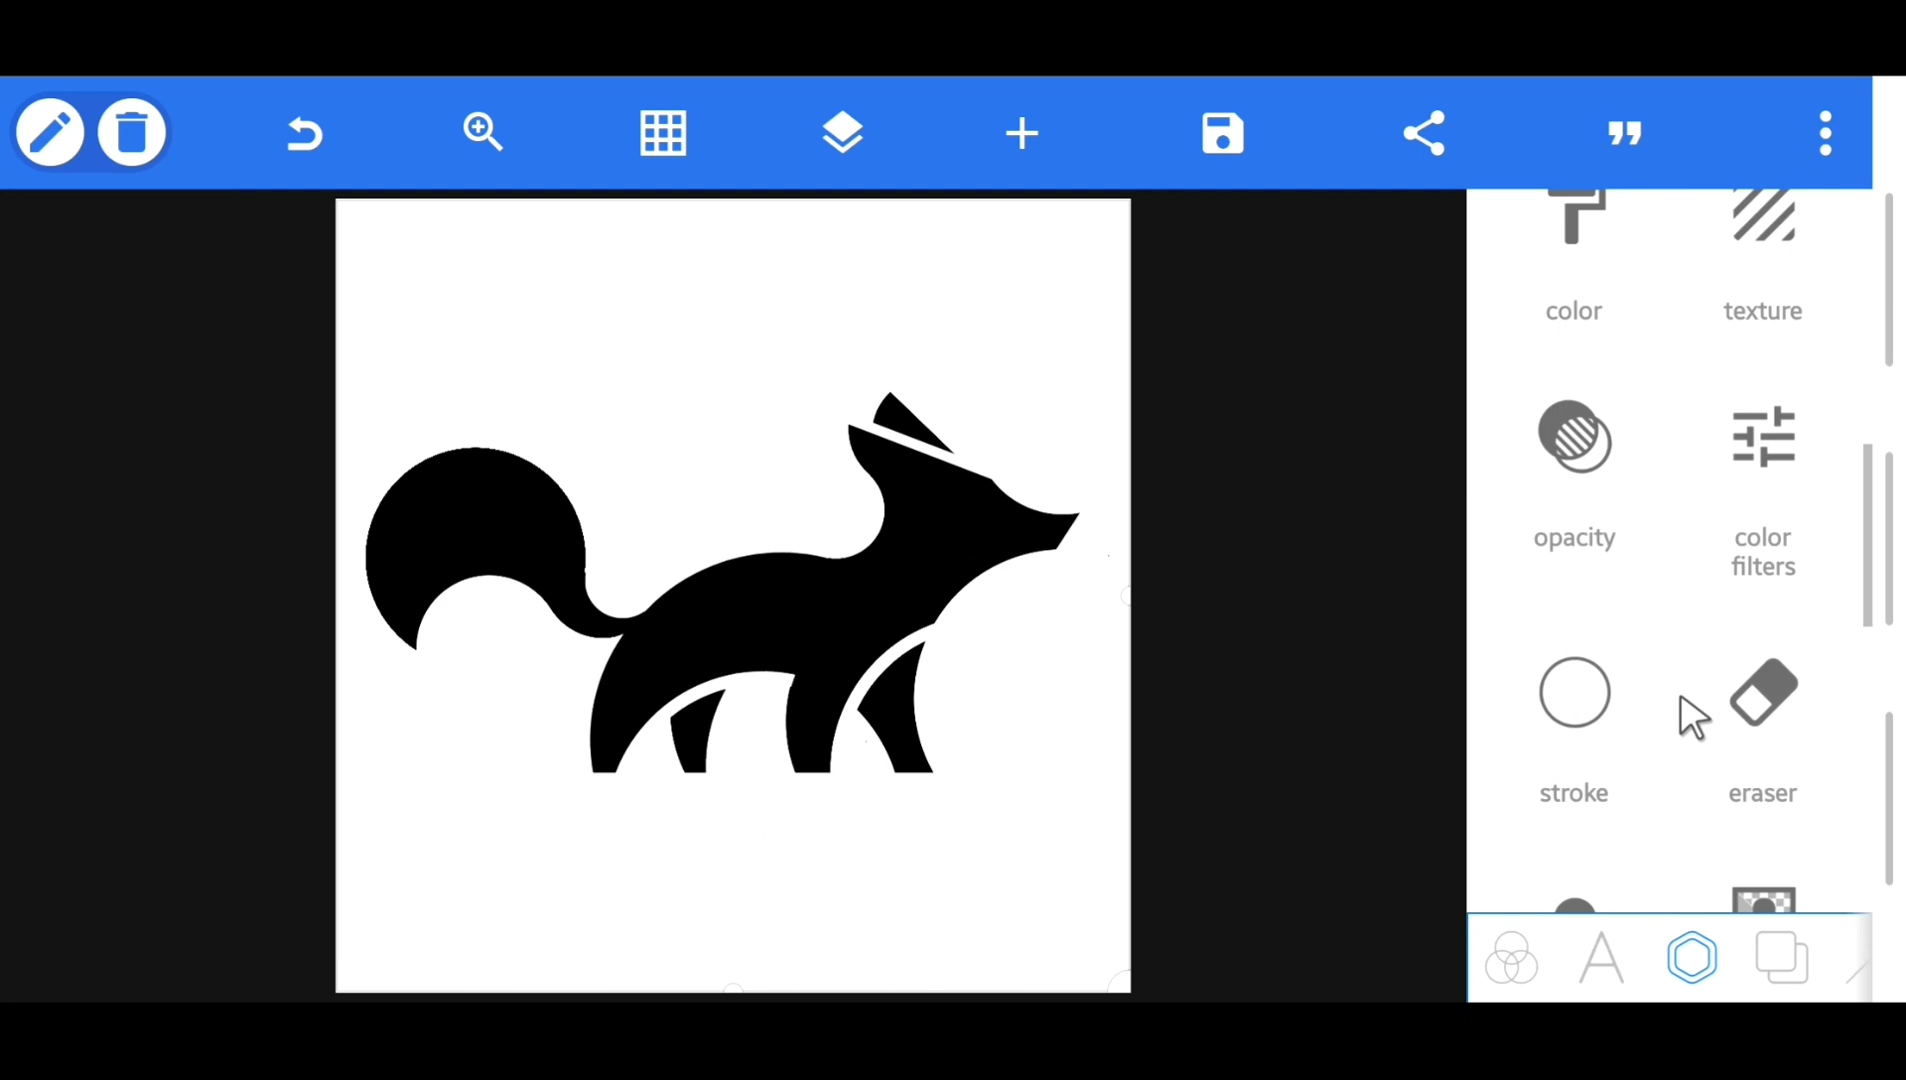 color
texture
opacity
color
filters
stroke
eraser